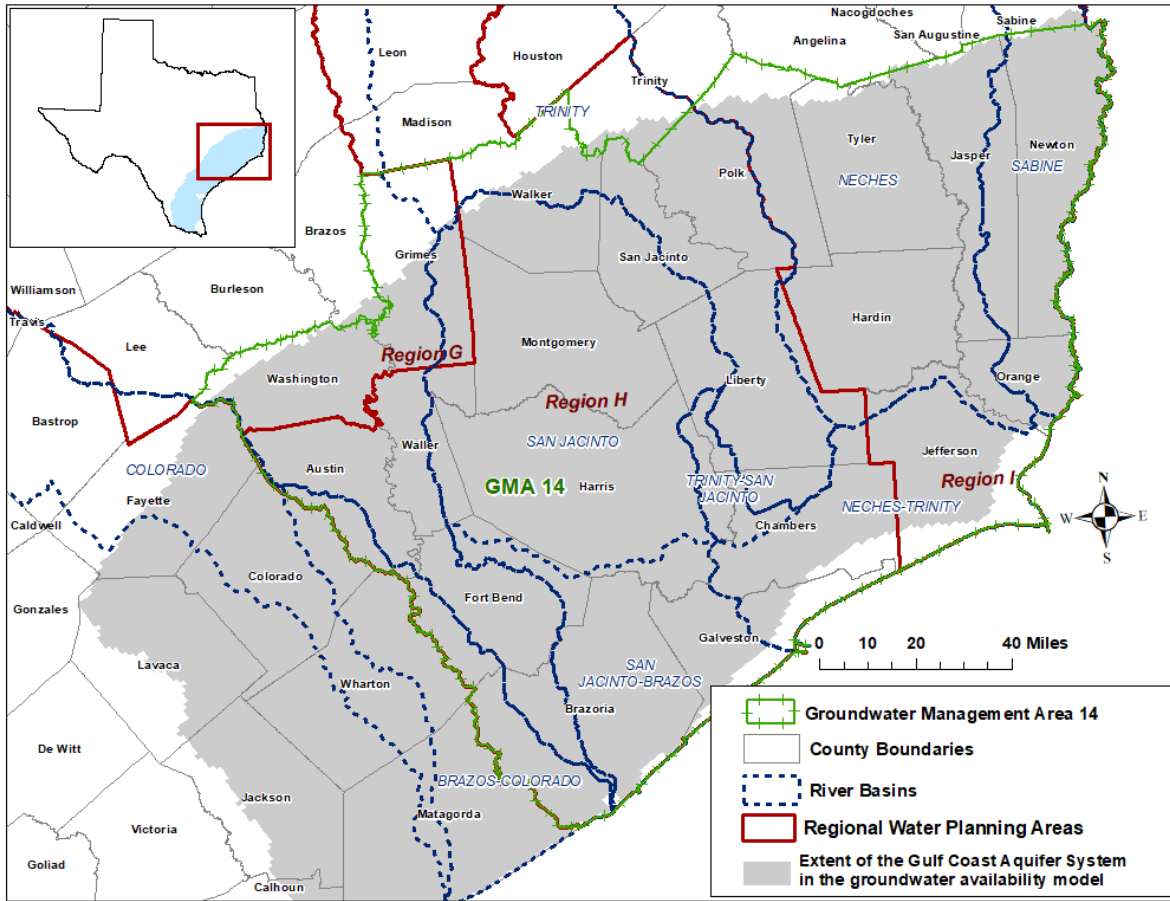 Nacogdoches
Sabine
San Augustine
Angelina
Leon
Houston
Trinity
TRINITY
Madison
Tyler
Jasper
Newton
Polk
NECHES
SABINE
Walker
Brazos
Grimes
San Jacinto
Williamson
Burleson
Travis
Hardin
Lee
Montgomery
Region G
Washington
Orange
Liberty
Region H
Bastrop
SAN JACINTO
Waller
Jefferson
COLORADO
Austin
Region I
TRINITY-SAN
JACINTO
Fayette
GMA 14
Harris
NECHES-TRINITY
Caldwell
Chambers
N
W
E
S
Colorado
Fort Bend
Gonzales
Galveston
0 10 20 40 Miles
Lavaca
SAN
JACINTO-BRAZOS
Wharton
Brazoria
De Witt
BRAZOS-COLORADO
Jackson
Matagorda
Victoria
Goliad
Calhoun
Groundwater Management Area 14
County Boundaries
River Basins
Regional Water Planning Areas
Extent of the Gulf Coast Aquifer System
in the groundwater availability model